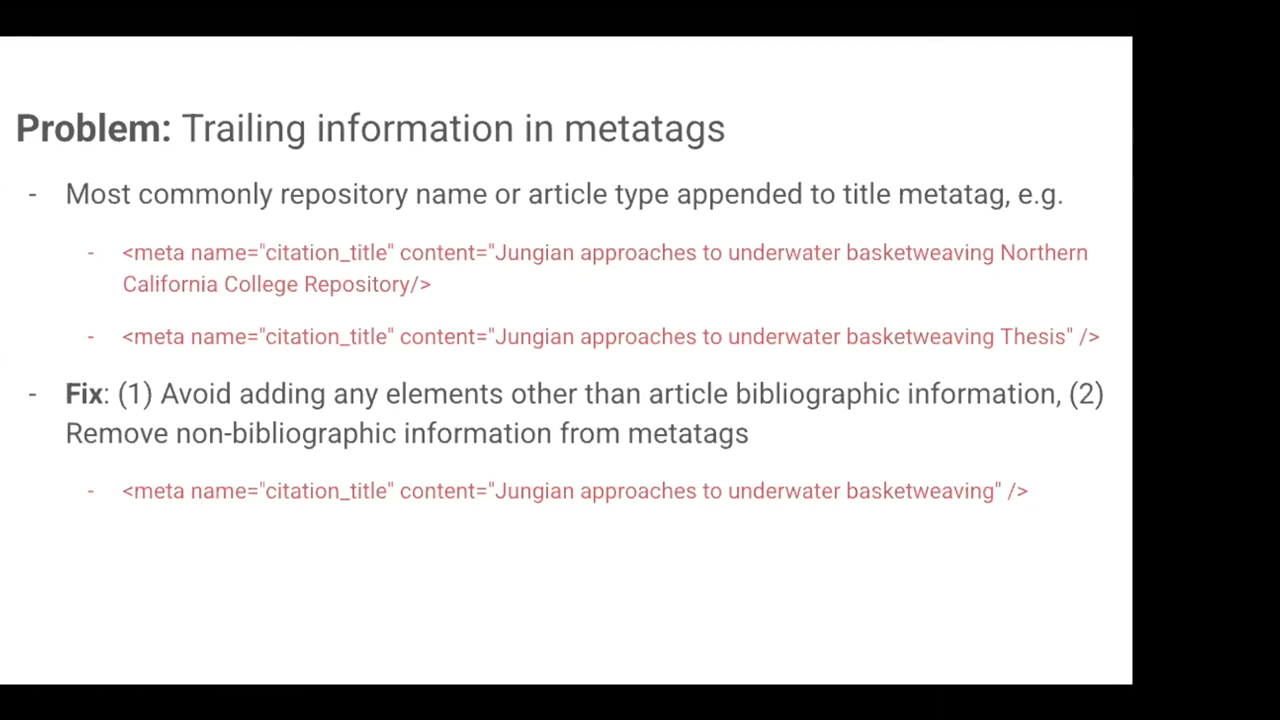 Problem: Trailing information in metatags
- Most commonly repository name or article type appended to title metatag, e.g.
- <meta name="citation_title" content="Jungian approaches to underwater basketweaving Northern
California College Repository/>
- <meta name="citation_title" content="Jungian approaches to underwater basketweaving Thesis" />
- Fix: (1) Avoid adding any elements other than article bibliographic information, (2)
Remove non-bibliographic information from metatags
- <meta name="citation_title" content="Jungian approaches to underwater basketweaving" />